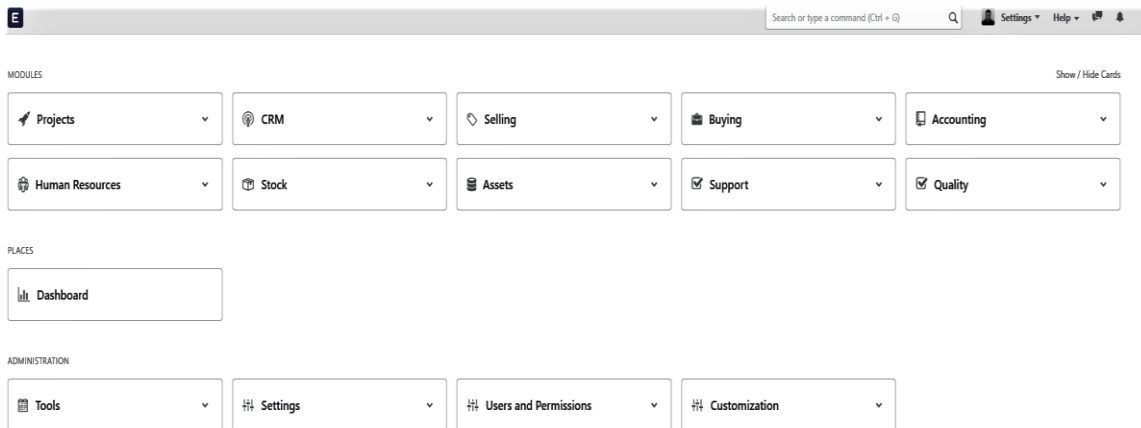 E Search or type a command (Ctrl + G) Settings Help
MODULES Show / Hide Cards
Projects CRM Selling Buying Accounting
Human Resources Stock Assets Support Quality
PLACES
Dashboard
ADMINISTRATION
Tools Settings Users and Permissions Customization